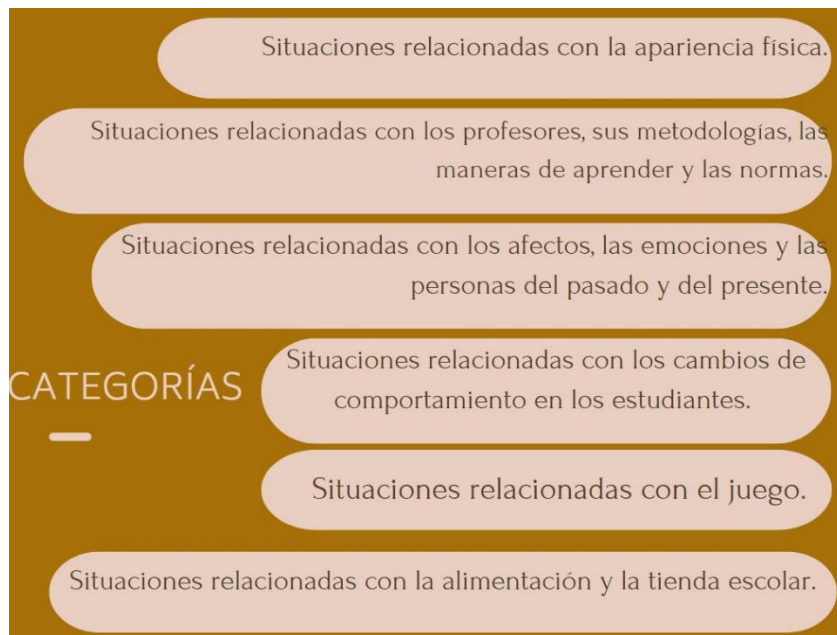 Situaciones relacionadas con la apariencia física.
Situaciones relacionadas con los profesores, sus metodologías, las
maneras de aprender y las normas.
Situaciones relacionadas con los afectos, las emociones y las
personas del pasado y del presente.
CATEGORÍAS
Situaciones relacionadas con los cambios de
comportamiento en los estudiantes.
Situaciones relacionadas con el juego.
Situaciones relacionadas con la alimentación y la tienda escolar.